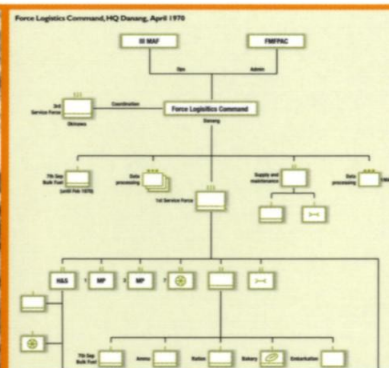 Force Logistics Command, HQ Danang, April 1970
III MAF
FMFPAC
Ops
Admin
3rd
Service Force
Coordination
Force Logistics Command
Okinawa
Danang
7th Sep
Bulk Fuel
(until Feb 1970)
Data
processing
1st Service Force
Supply and
maintenance
Data
processing
H&S
MP
MP
7th Sep
Bulk Fuel
Ammo
Ration
Bakery
Embarkation